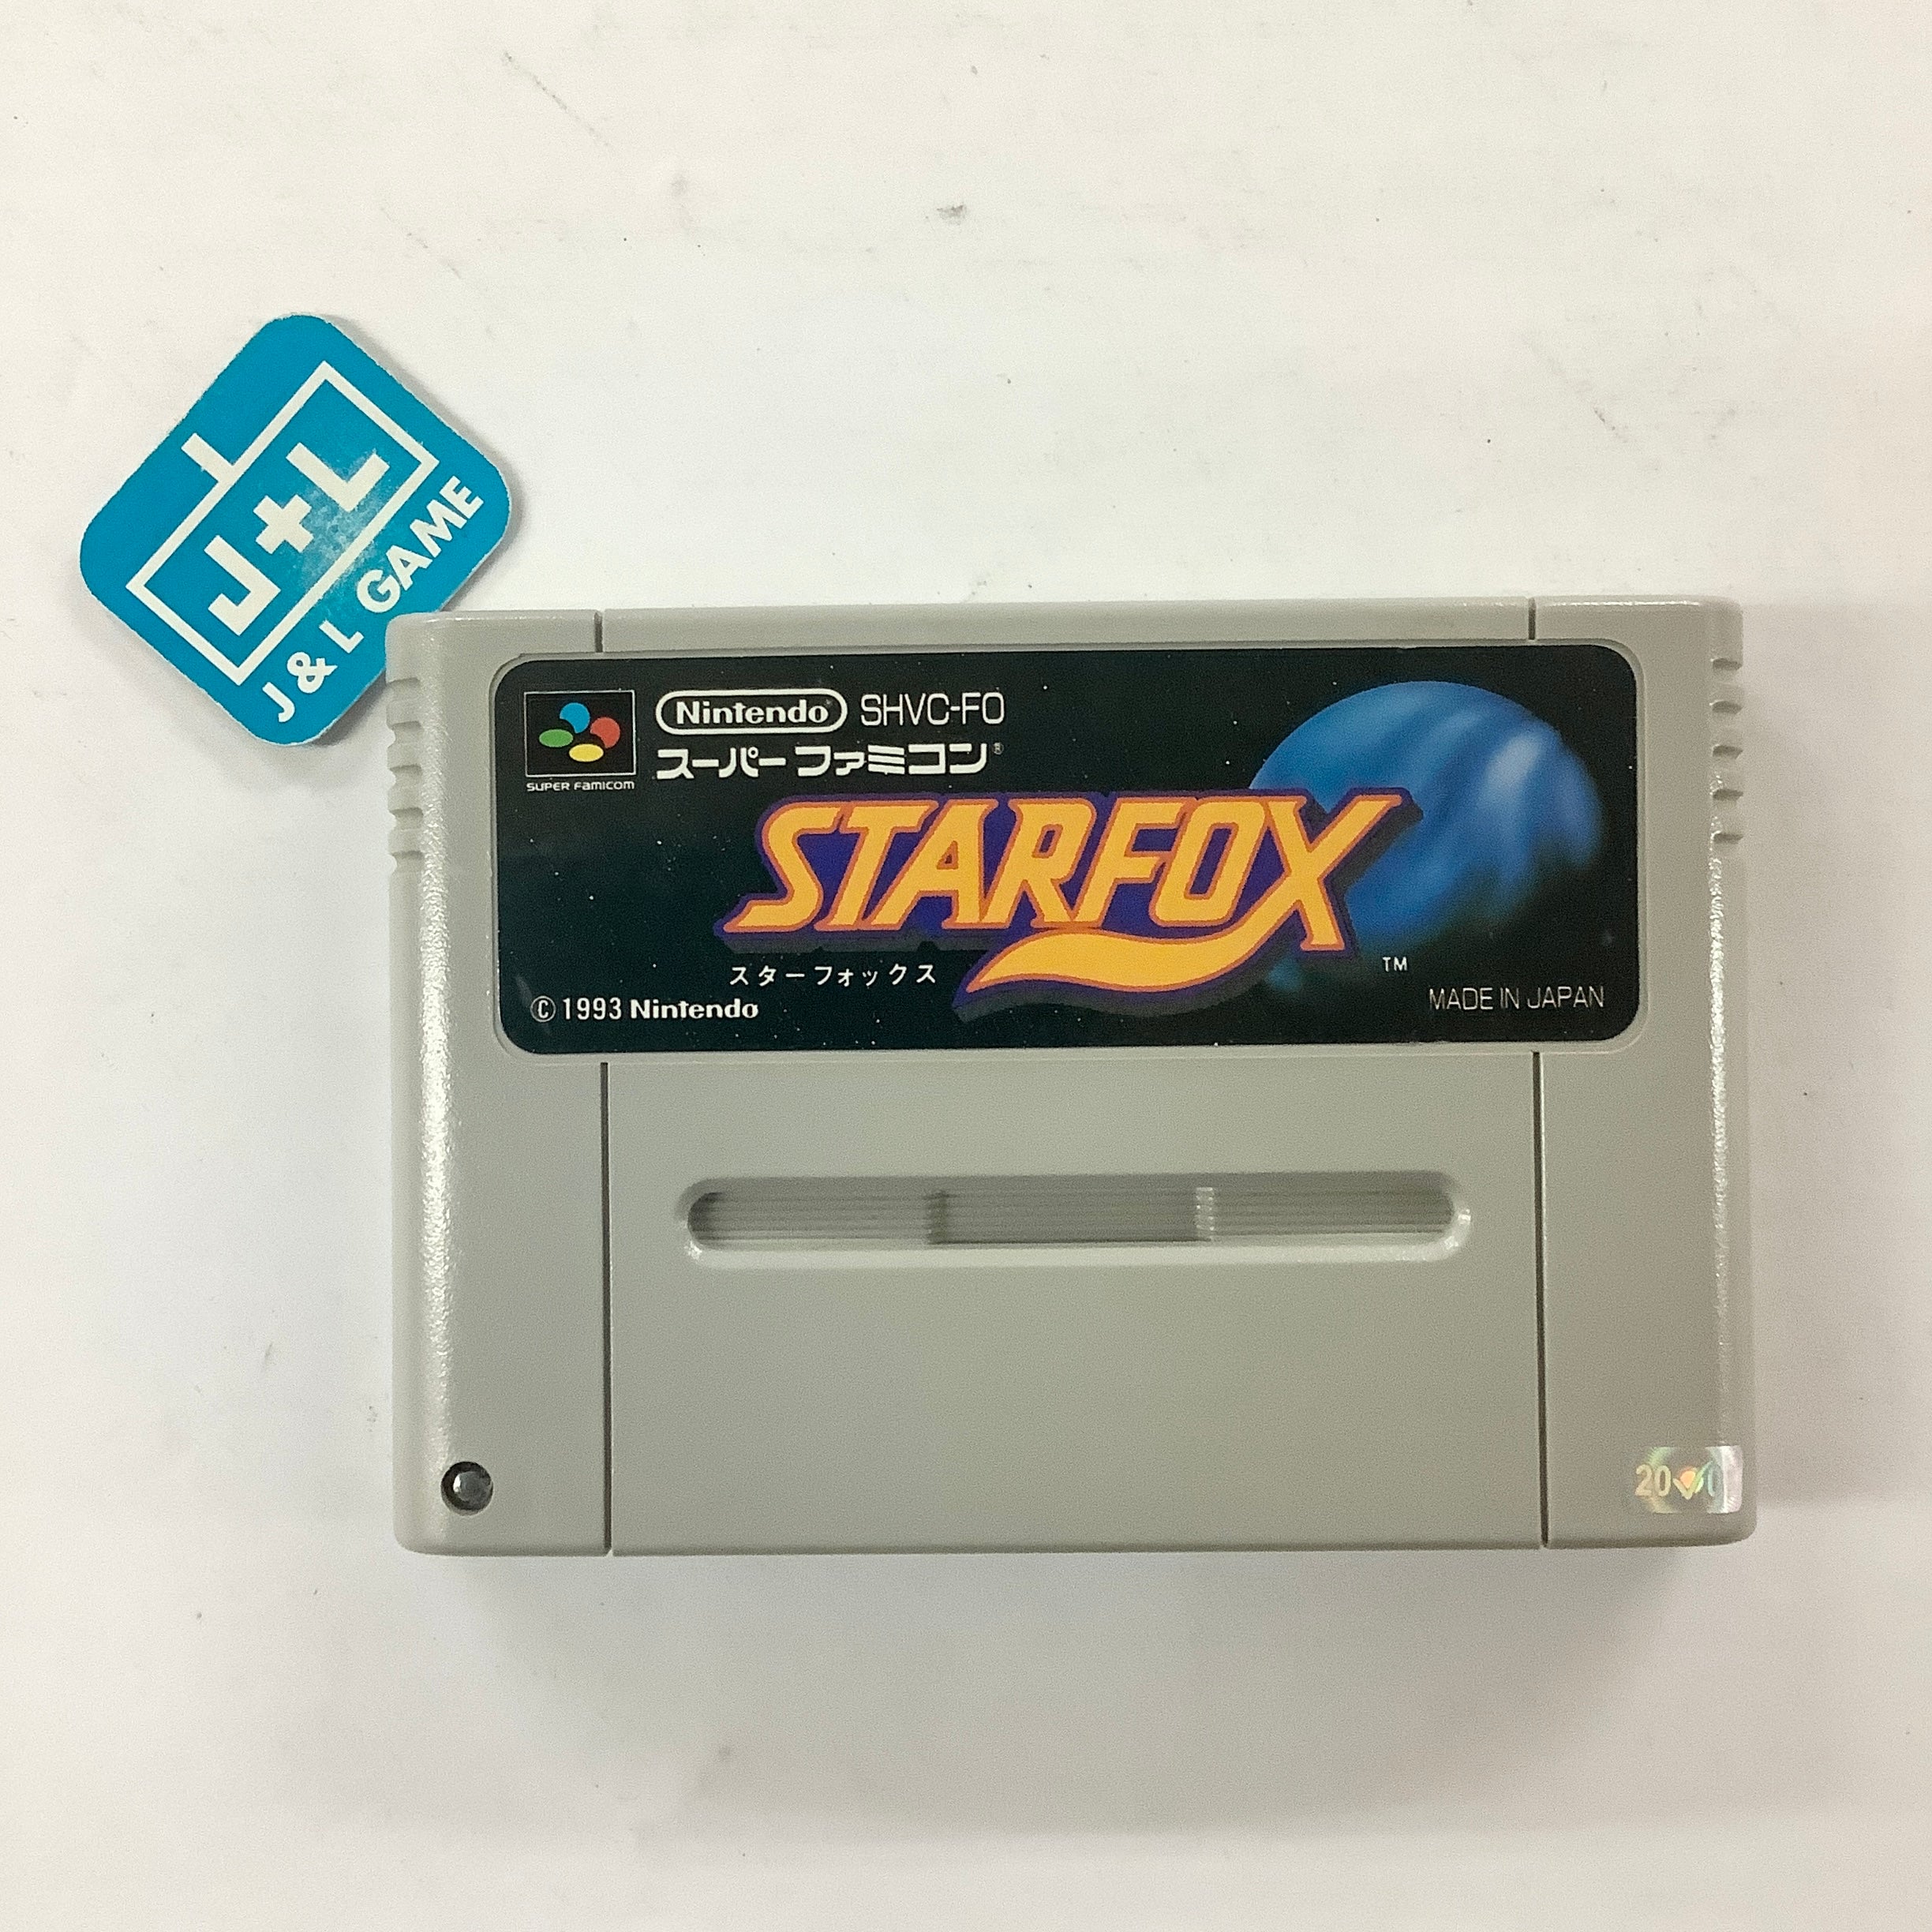 J+L
J & L GAME
Nintendo® SHVC-FO
スーパーファミコン®
SUPER FAMICOM
STARFOX
TM
スターフォックス
© 1993 Nintendo
MADE IN JAPAN